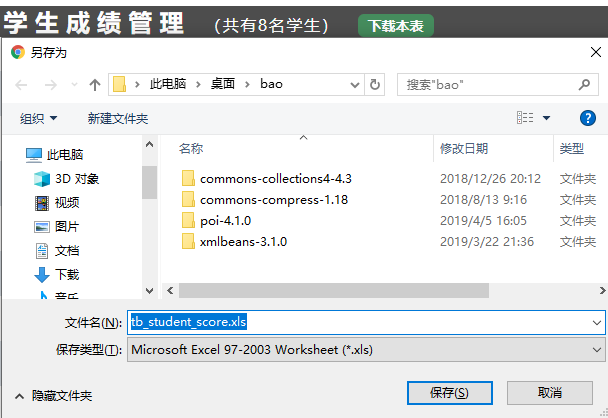 学生成绩管理 （共有8名学生） 下载本表
另存为
此电脑 > 桌面 > bao 搜索"bao"
组织 新建文件夹
名称 修改日期 类型
此电脑
3D 对象
视频
图片
文档
下载
音乐
commons-collections4-4.3 2018/12/26 20:12 文件夹
commons-compress-1.18 2018/8/13 9:16 文件夹
poi-4.1.0 2019/4/5 16:05 文件夹
xmlbeans-3.1.0 2019/3/22 21:36 文件夹
文件名(N): tb_student_score.xls
保存类型(T): Microsoft Excel 97-2003 Worksheet (*.xls)
隐藏文件夹 保存(S) 取消